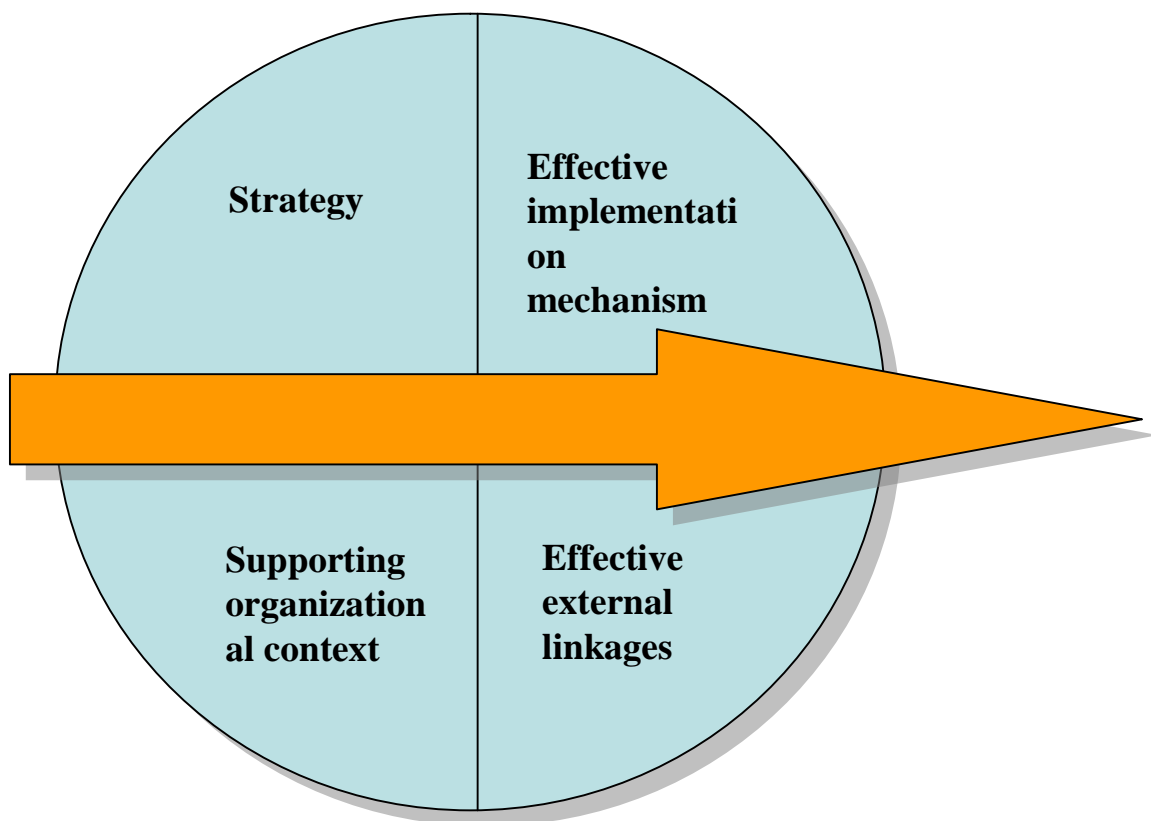 Strategy
Effective
implementati
on
mechanism
Supporting
organization
al context
Effective
external
linkages